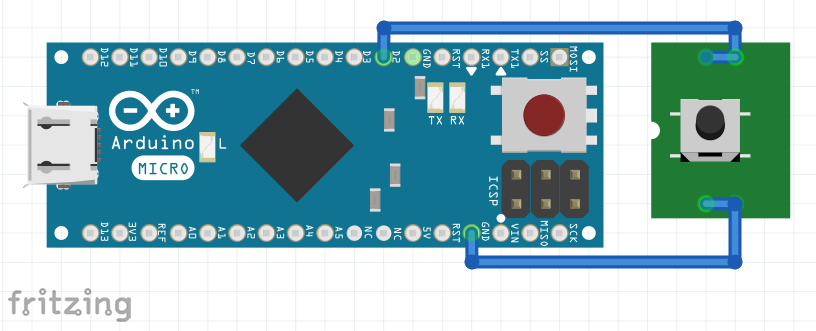 D12 D11 D10 D9 D8 D7 D6 D5 D4 D3 D2 GND RST RX1 TX1 SS MOSI
TM
TX RX
Arduino L
MICRO
ICSP
D13 3V3 REF A0 A1 A2 A3 A4 A5 NC NC 5V RST GND VIN MISO SCK
fritzing